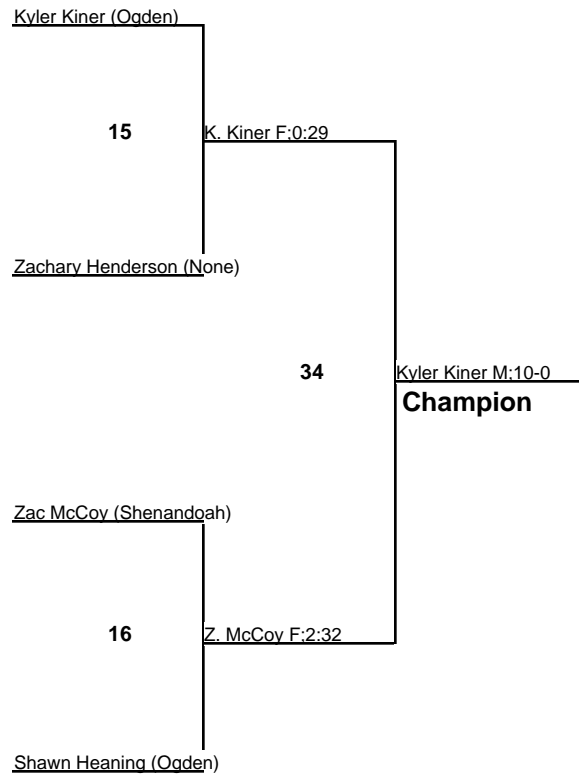 Kyler Kiner (Ogden)
15
K. Kiner F;0:29
Zachary Henderson (None)
34
Kyler Kiner M;10-0
Champion
Zac McCoy (Shenandoah)
16
Z. McCoy F;2:32
Shawn Heaning (Ogden)